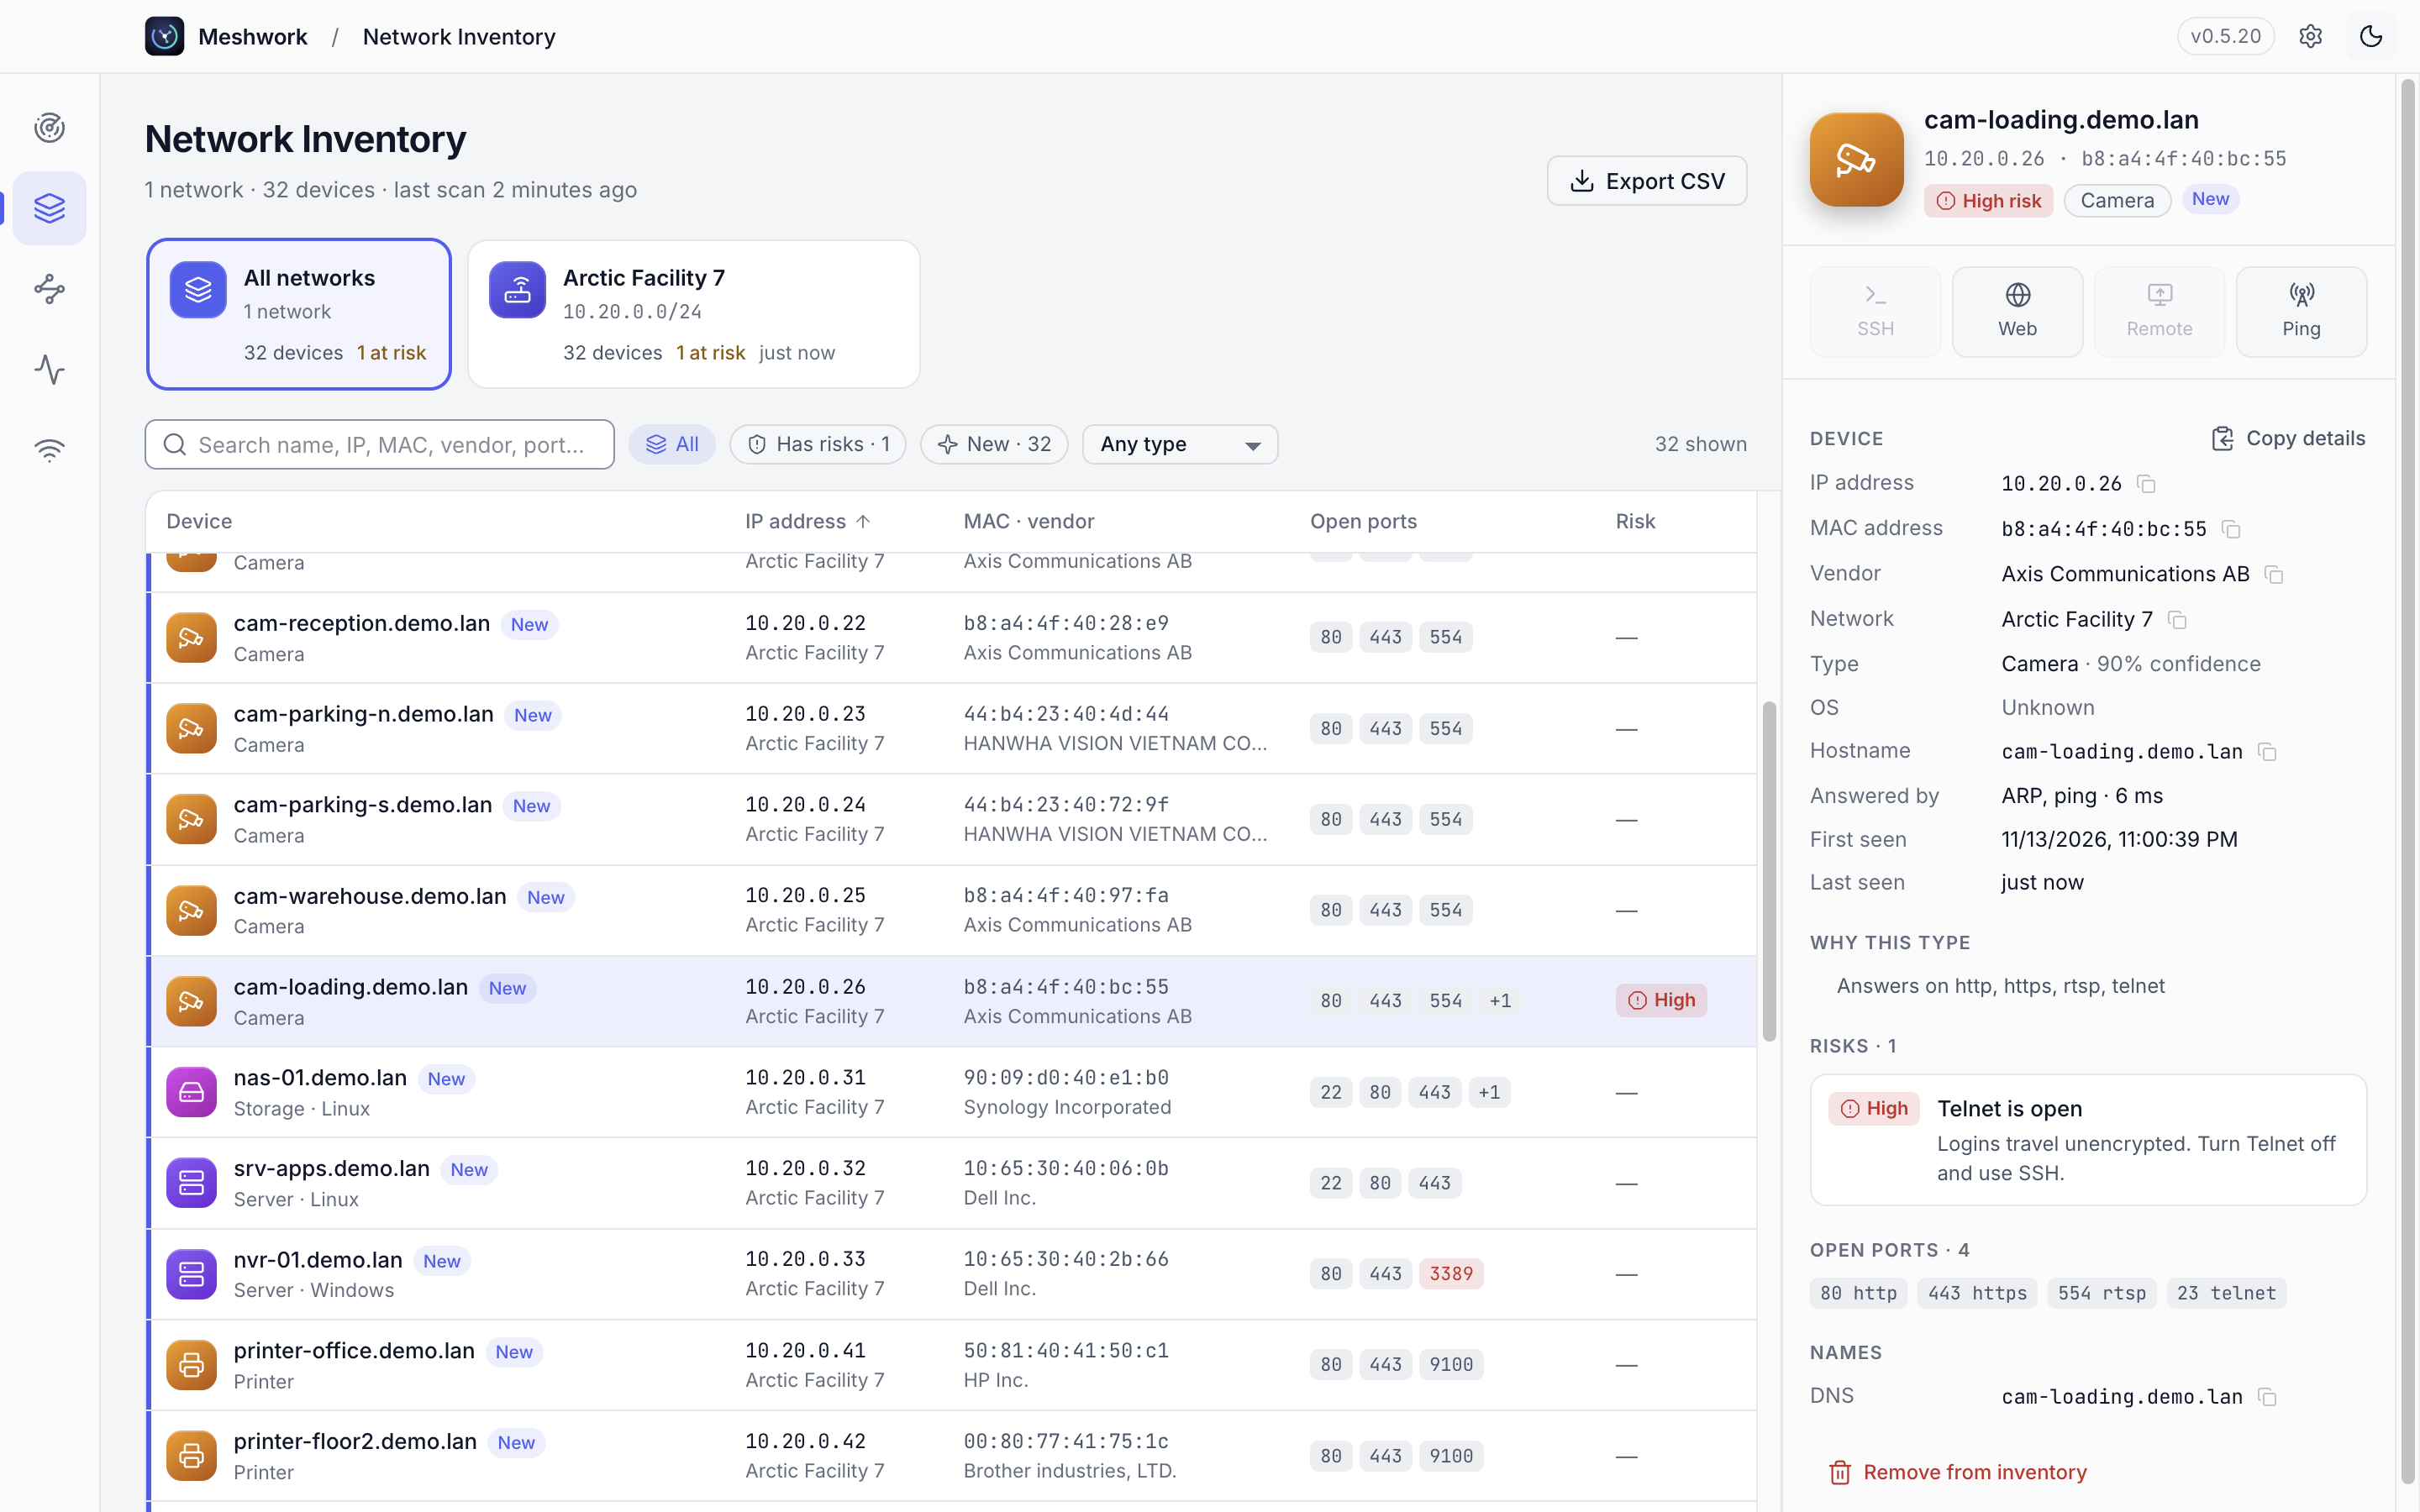 Meshwork / Network Inventory
v0.5.20
Network Inventory
1 network · 32 devices · last scan 2 minutes ago
Export CSV
All networks
1 network
32 devices 1 at risk
Arctic Facility 7
10.20.0.0/24
32 devices 1 at risk just now
Search name, IP, MAC, vendor, port...
All
Has risks · 1
New · 32
Any type
32 shown
Device IP address MAC · vendor Open ports Risk
Camera Arctic Facility 7 Axis Communications AB
cam-reception.demo.lan New 10.20.0.22 b8:a4:4f:40:28:e9 80 443 554 —
Camera Arctic Facility 7 Axis Communications AB
cam-parking-n.demo.lan New 10.20.0.23 44:b4:23:40:4d:44 80 443 554 —
Camera Arctic Facility 7 HANWHA VISION VIETNAM CO...
cam-parking-s.demo.lan New 10.20.0.24 44:b4:23:40:72:9f 80 443 554 —
Camera Arctic Facility 7 HANWHA VISION VIETNAM CO...
cam-warehouse.demo.lan New 10.20.0.25 b8:a4:4f:40:97:fa 80 443 554 —
Camera Arctic Facility 7 Axis Communications AB
cam-loading.demo.lan New 10.20.0.26 b8:a4:4f:40:bc:55 80 443 554 +1 High
Camera Arctic Facility 7 Axis Communications AB
nas-01.demo.lan New 10.20.0.31 90:09:d0:40:e1:b0 22 80 443 +1 —
Storage · Linux Arctic Facility 7 Synology Incorporated
srv-apps.demo.lan New 10.20.0.32 10:65:30:40:06:0b 22 80 443 —
Server · Linux Arctic Facility 7 Dell Inc.
nvr-01.demo.lan New 10.20.0.33 10:65:30:40:2b:66 80 443 3389 —
Server · Windows Arctic Facility 7 Dell Inc.
printer-office.demo.lan New 10.20.0.41 50:81:40:41:50:c1 80 443 9100 —
Printer Arctic Facility 7 HP Inc.
printer-floor2.demo.lan New 10.20.0.42 00:80:77:41:75:1c 80 443 9100 —
Printer Arctic Facility 7 Brother industries, LTD.
cam-loading.demo.lan
10.20.0.26 · b8:a4:4f:40:bc:55
High risk Camera New
SSH Web Remote Ping
DEVICE Copy details
IP address 10.20.0.26
MAC address b8:a4:4f:40:bc:55
Vendor Axis Communications AB
Network Arctic Facility 7
Type Camera · 90% confidence
OS Unknown
Hostname cam-loading.demo.lan
Answered by ARP, ping · 6 ms
First seen 11/13/2026, 11:00:39 PM
Last seen just now
WHY THIS TYPE
Answers on http, https, rtsp, telnet
RISKS · 1
High Telnet is open
Logins travel unencrypted. Turn Telnet off
and use SSH.
OPEN PORTS · 4
80 http 443 https 554 rtsp 23 telnet
NAMES
DNS cam-loading.demo.lan
Remove from inventory